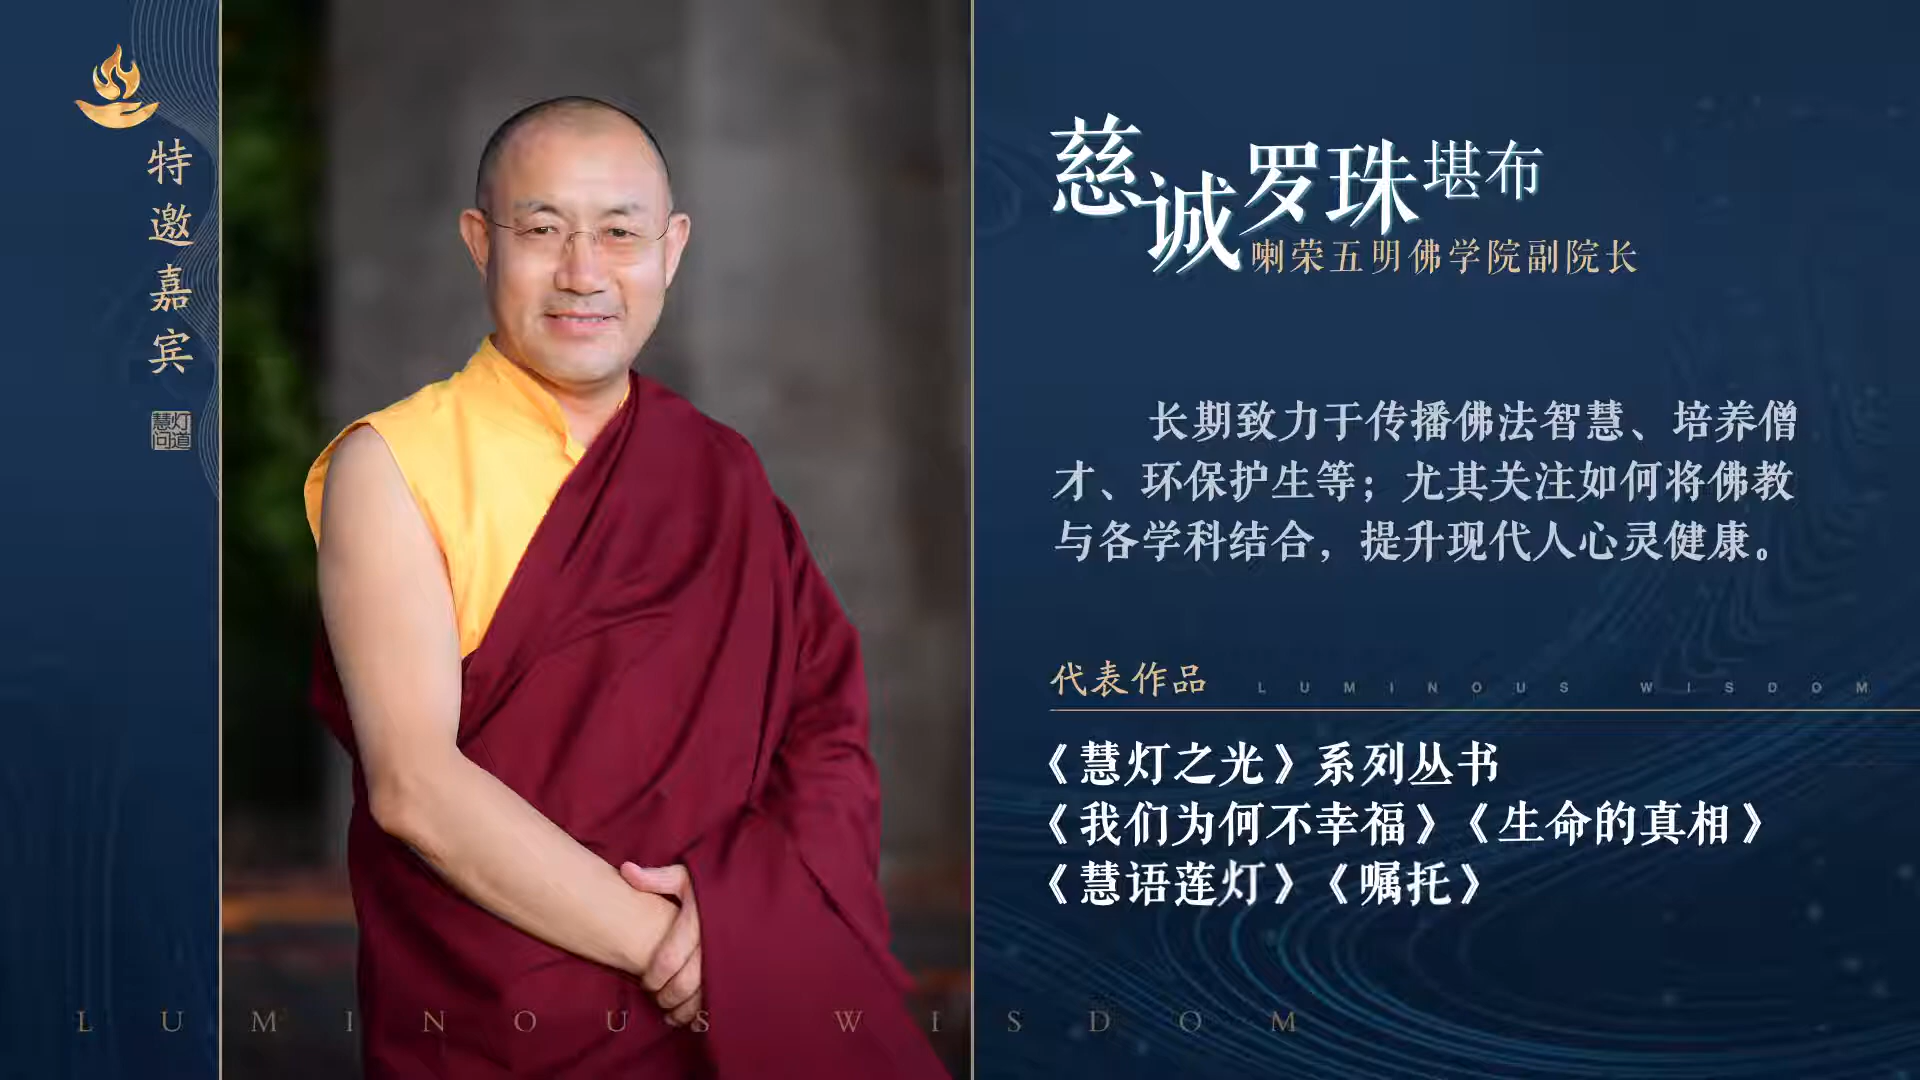 特邀嘉宾
慧灯
问道
慈诚罗珠堪布
喇荣五明佛学院副院长
长期致力于传播佛法智慧、培养僧
才、环保护生等；尤其关注如何将佛教
与各学科结合，提升现代人心灵健康。
代表作品 LUMINOUS WISDOM
《慧灯之光》系列丛书
《我们为何不幸福》《生命的真相》
《慧语莲灯》《嘱托》
LUMINOUS WISDOM